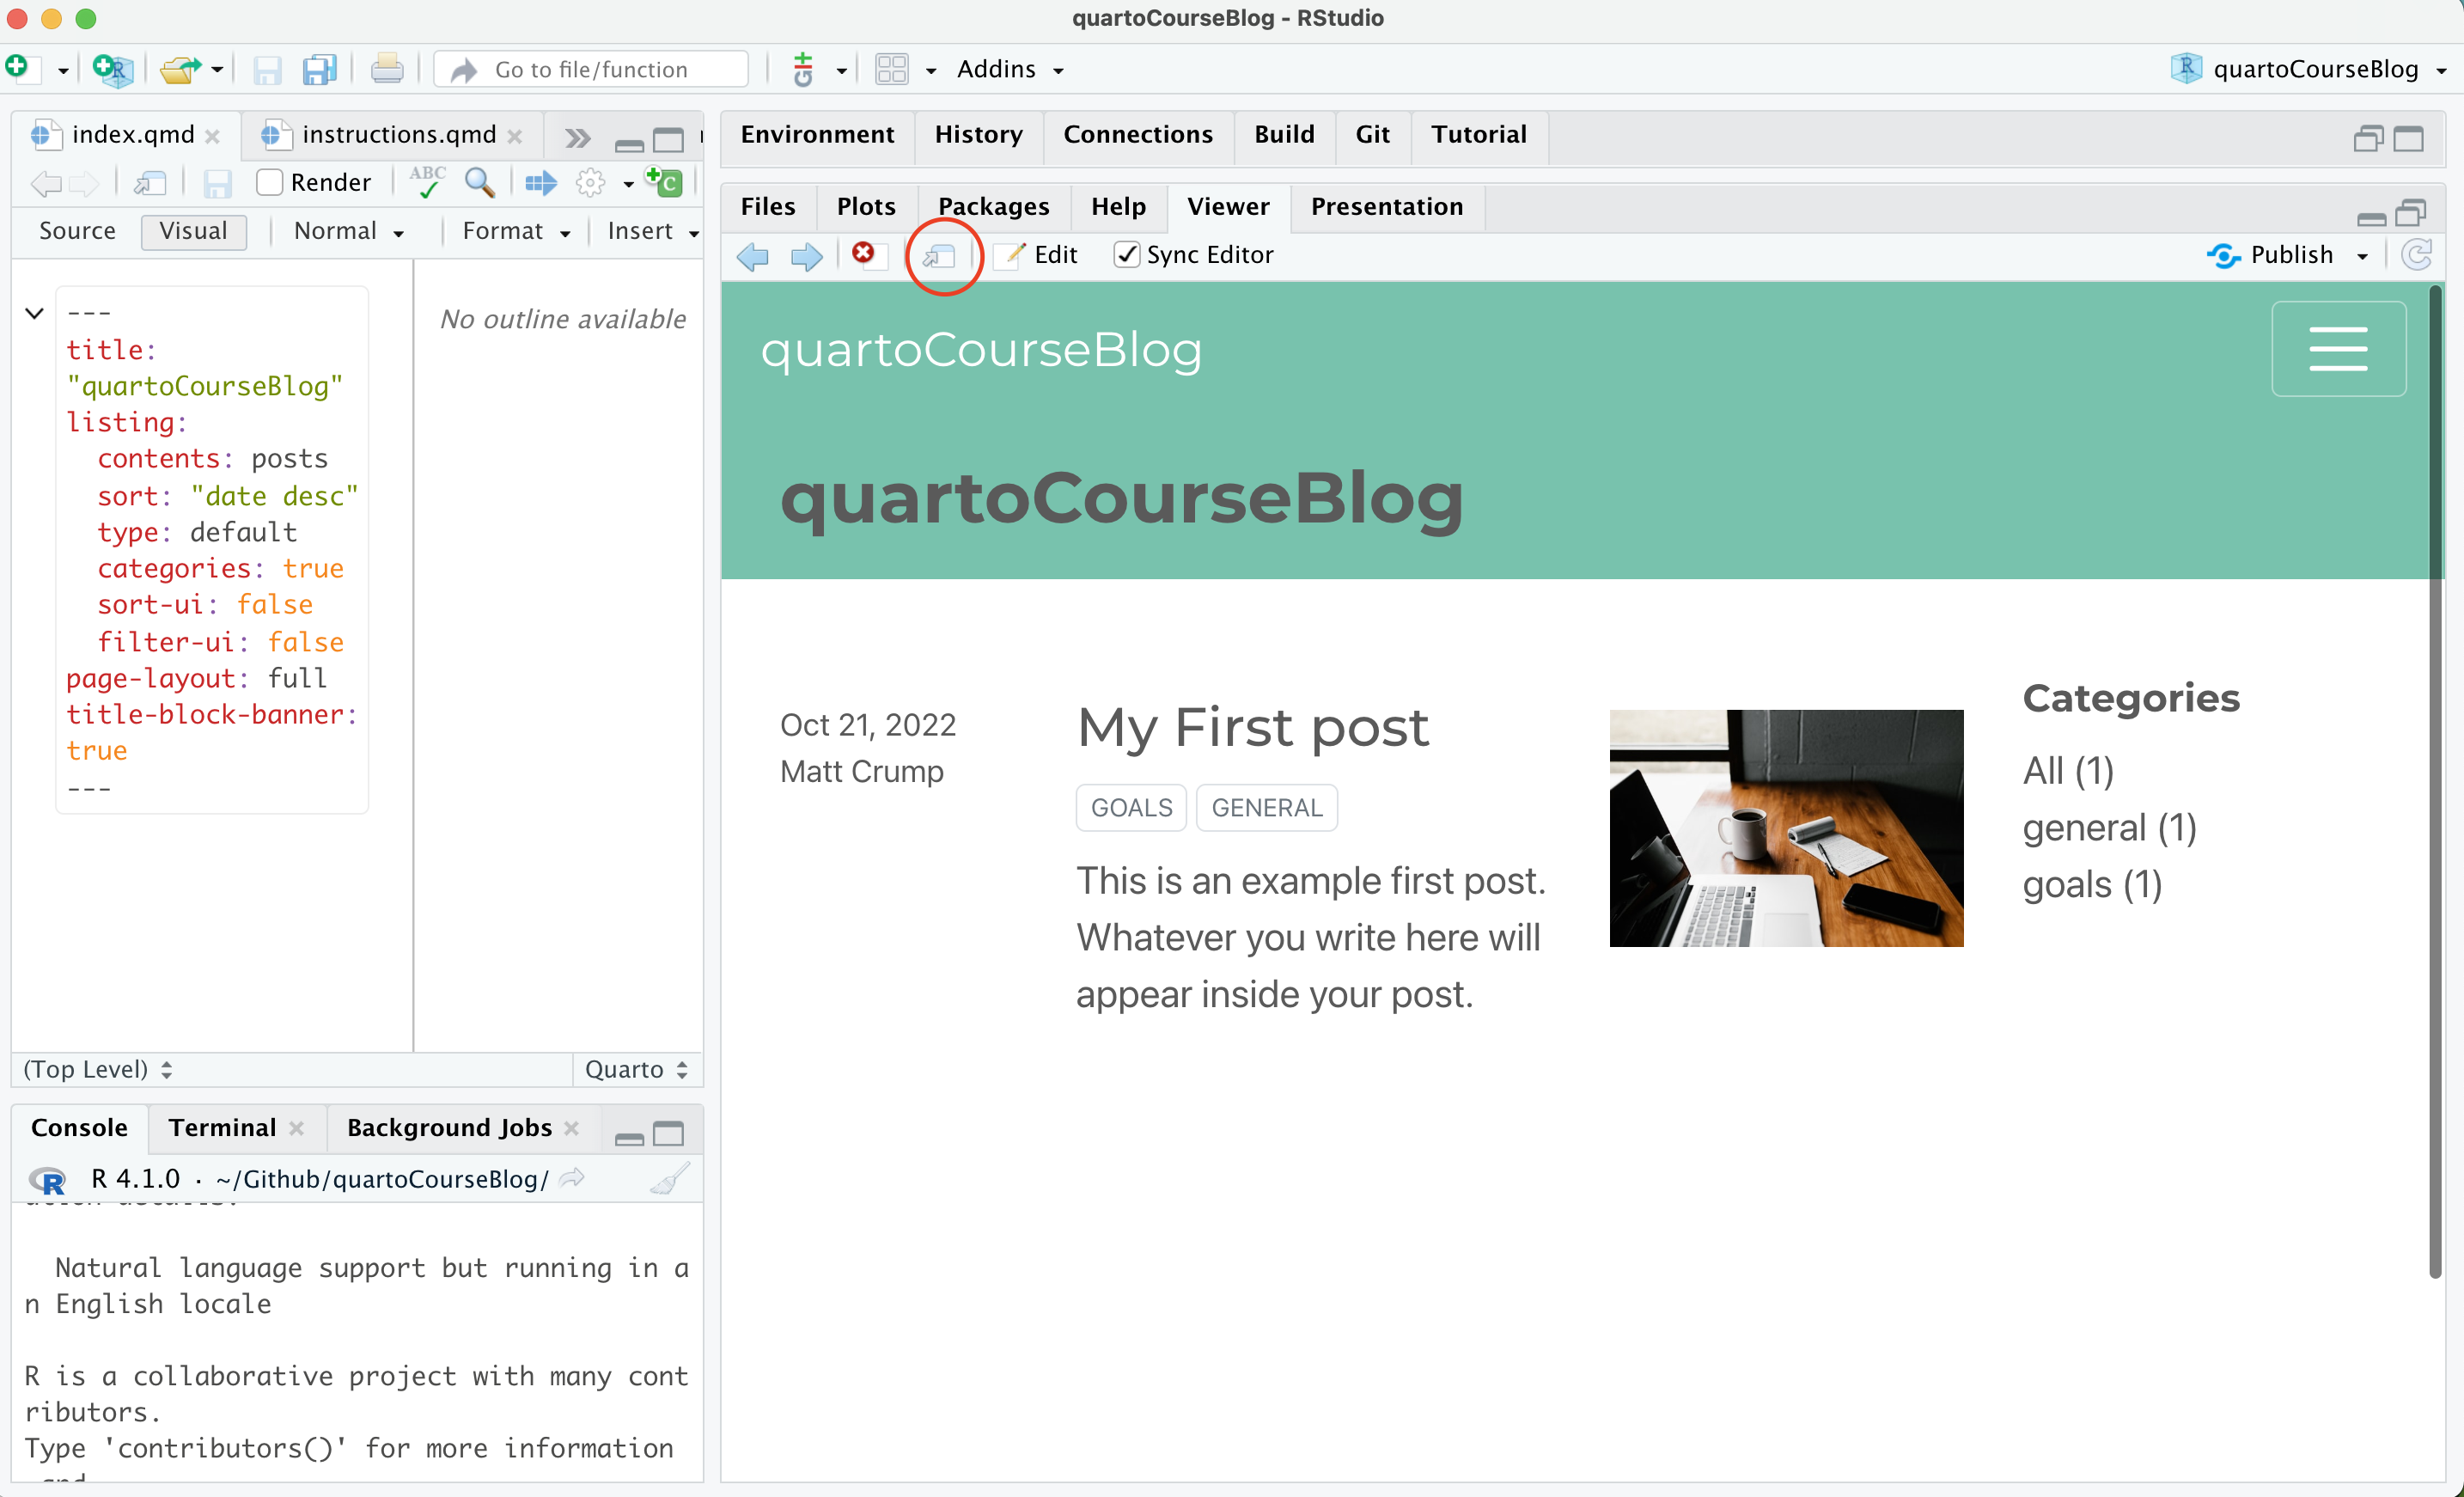 quartoCourseBlog - RStudio
Go to file/function
Addins
quartoCourseBlog
index.qmd
instructions.qmd
Render
ABC
Source
Visual
Normal
Format
Insert
---
title:
"quartoCourseBlog"
listing:
contents: posts
sort: "date desc"
type: default
categories: true
sort-ui: false
filter-ui: false
page-layout: full
title-block-banner:
true
---
No outline available
(Top Level)
Quarto
Console
Terminal
Background Jobs
R 4.1.0 · ~/Github/quartoCourseBlog/
Natural language support but running in a
n English locale
R is a collaborative project with many cont
ributors.
Type 'contributors()' for more information
Environment
History
Connections
Build
Git
Tutorial
Files
Plots
Packages
Help
Viewer
Presentation
Edit
Sync Editor
Publish
quartoCourseBlog
quartoCourseBlog
Oct 21, 2022
Matt Crump
My First post
GOALS
GENERAL
This is an example first post.
Whatever you write here will
appear inside your post.
Categories
All (1)
general (1)
goals (1)